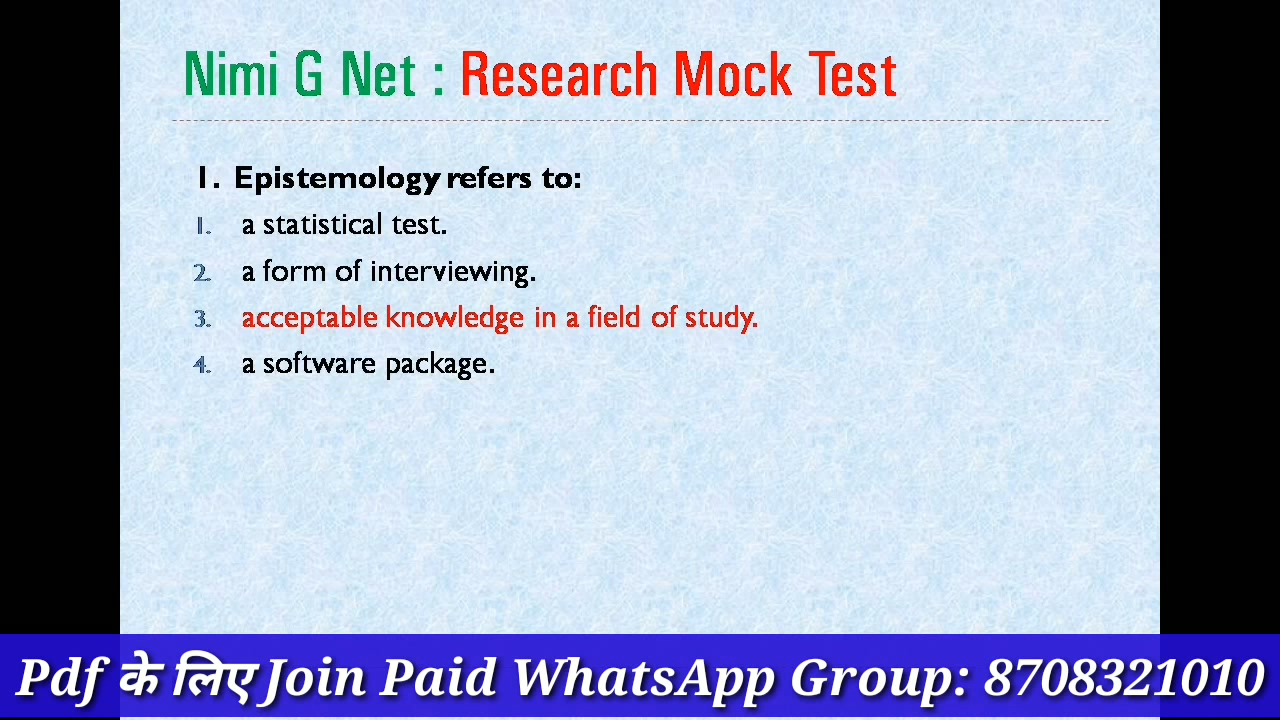 Nimi G Net : Research Mock Test
1. Epistemology refers to:
1. a statistical test.
2. a form of interviewing.
3. acceptable knowledge in a field of study.
4. a software package.
Pdf के लिए Join Paid WhatsApp Group: 8708321010